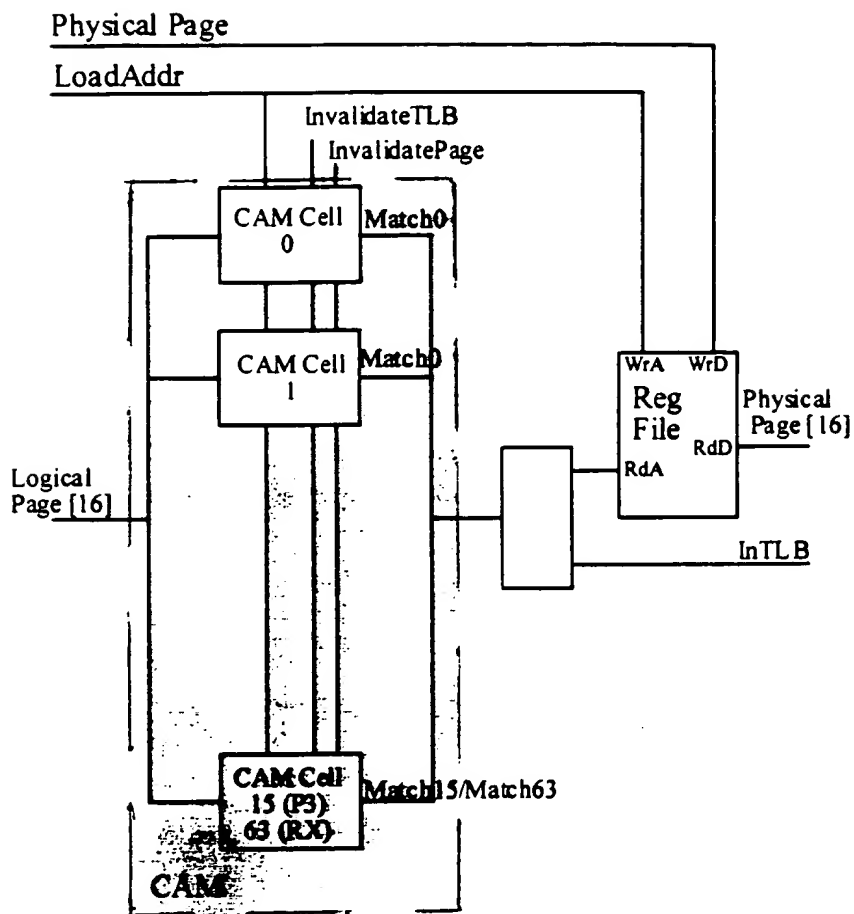 Physical Page
LoadAddr
InvalidateTLB
InvalidatePage
CAM Cell
0
Match0
CAM Cell
1
Match0
WrA WrD
Reg
File
RdD
RdA
Physical
Page [16]
Logical
Page [16]
InTLB
CAM Cell
15 (P3)
63 (RX)
Match15/Match63
CAM